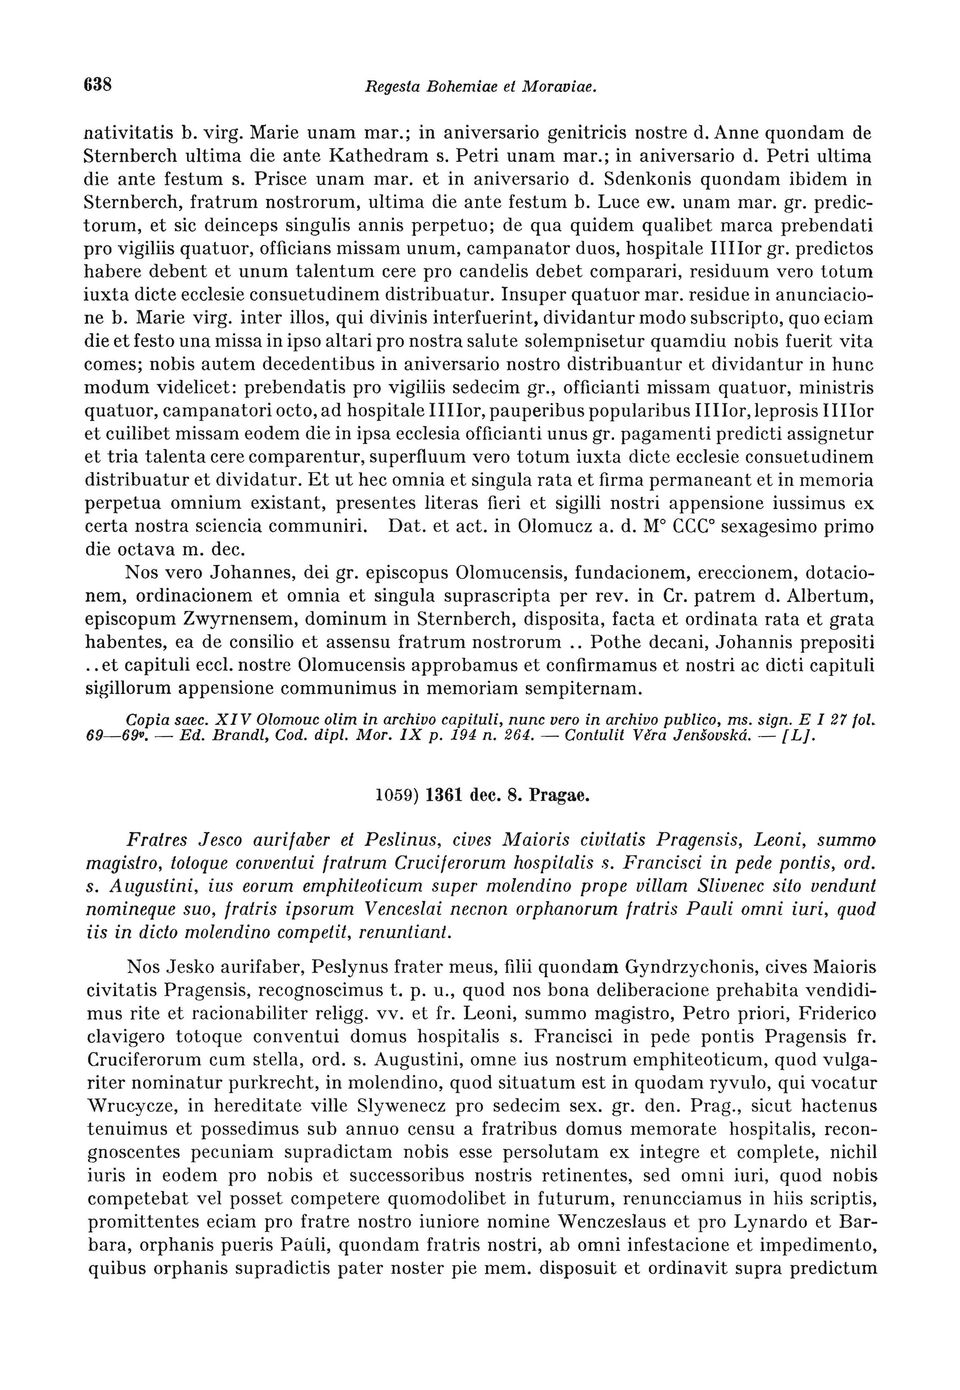 638
Regesta Bohemiae et Moraviae.
nativitatis b. virg. Marie unam mar.; in aniversario genitricis nostre d. Anne quondam de
Sternberch ultima die ante Kathedram s. Petri unam mar.; in aniversario d. Petri ultima
die ante festum s. Prisce unam mar. et in aniversario d. Sdenkonis quondam ibidem in
Sternberch, fratrum nostrorum, ultima die ante festum b. Luce ew. unam mar. gr. predic-
torum, et sic deinceps singulis annis perpetuo; de qua quidem qualibet marca prebendati
pro vigiliis quatuor, officians missam unum, campanator duos, hospitale IIIIor gr. predictos
habere debent et unum talentum cere pro candelis debet comparari, residuum vero totum
iuxta dicte ecclesie consuetudinem distribuatur. Insuper quatuor mar. residue in anunciacio-
ne b. Marie virg. inter illos, qui divinis interfuerint, dividantur modo subscripto, quo eciam
die et festo una missa in ipso altari pro nostra salute solempnisetur quamdiu nobis fuerit vita
comes; nobis autem decedentibus in aniversario nostro distribuantur et dividantur in hunc
modum videlicet: prebendatis pro vigiliis sedecim gr., officianti missam quatuor, ministris
quatuor, campanatori octo, ad hospitale IIIIor, pauperibus popularibus IIIIor, leprosis IIIIor
et cuilibet missam eodem die in ipsa ecclesia officianti unus gr. pagamenti predicti assignetur
et tria talenta cere comparentur, superfluum vero totum iuxta dicte ecclesie consuetudinem
distribuatur et dividatur. Et ut hec omnia et singula rata et firma permaneant et in memoria
perpetua omnium existant, presentes literas fieri et sigilli nostri appensione iussimus ex
certa nostra sciencia communiri. Dat. et act. in Olomucz a. d. M° CCC° sexagesimo primo
die octava m. dec.
Nos vero Johannes, dei gr. episcopus Olomucensis, fundacionem, ereccionem, dotacio-
nem, ordinacionem et omnia et singula suprascripta per rev. in Cr. patrem d. Albertum,
episcopum Zwyrnensem, dominum in Sternberch, disposita, facta et ordinata rata et grata
habentes, ea de consilio et assensu fratrum nostrorum .. Pothe decani, Johannis prepositi
.. et capituli eccl. nostre Olomucensis approbamus et confirmamus et nostri ac dicti capituli
sigillorum appensione communimus in memoriam sempiternam.
Copia saec. XIV Olomouc olim in archivo capituli, nunc vero in archivo publico, ms. sign. E I 27 fol.
69—69ᵛ. — Ed. Brandl, Cod. dipl. Mor. IX p. 194 n. 264. — Contulit Věra Jenšovská. — [L].
1059) 1361 dec. 8. Pragae.
Fratres Jesco aurifaber et Peslinus, cives Maioris civitatis Pragensis, Leoni, summo
magistro, totoque conventui fratrum Cruciferorum hospitalis s. Francisci in pede pontis, ord.
s. Augustini, ius eorum emphiteoticum super molendino prope villam Slivenec sito vendunt
nomineque suo, fratris ipsorum Venceslai necnon orphanorum fratris Pauli omni iuri, quod
iis in dicto molendino competit, renuntiant.
Nos Jesko aurifaber, Peslynus frater meus, filii quondam Gyndrzychonis, cives Maioris
civitatis Pragensis, recognoscimus t. p. u., quod nos bona deliberacione prehabita vendidi-
mus rite et racionabiliter religg. vv. et fr. Leoni, summo magistro, Petro priori, Friderico
clavigero totoque conventui domus hospitalis s. Francisci in pede pontis Pragensis fr.
Cruciferorum cum stella, ord. s. Augustini, omne ius nostrum emphiteoticum, quod vulga-
riter nominatur purkrecht, in molendino, quod situatum est in quodam ryvulo, qui vocatur
Wrucycze, in hereditate ville Slywenecz pro sedecim sex. gr. den. Prag., sicut hactenus
tenuimus et possedimus sub annuo censu a fratribus domus memorate hospitalis, recon-
gnoscentes pecuniam supradictam nobis esse persolutam ex integre et complete, nichil
iuris in eodem pro nobis et successoribus nostris retinentes, sed omni iuri, quod nobis
competebat vel posset competere quomodolibet in futurum, renuncciamus in hiis scriptis,
promittentes eciam pro fratre nostro iuniore nomine Wenczeslaus et pro Lynardo et Bar-
bara, orphanis pueris Pauli, quondam fratris nostri, ab omni infestacione et impedimento,
quibus orphanis supradictis pater noster pie mem. disposuit et ordinavit supra predictum